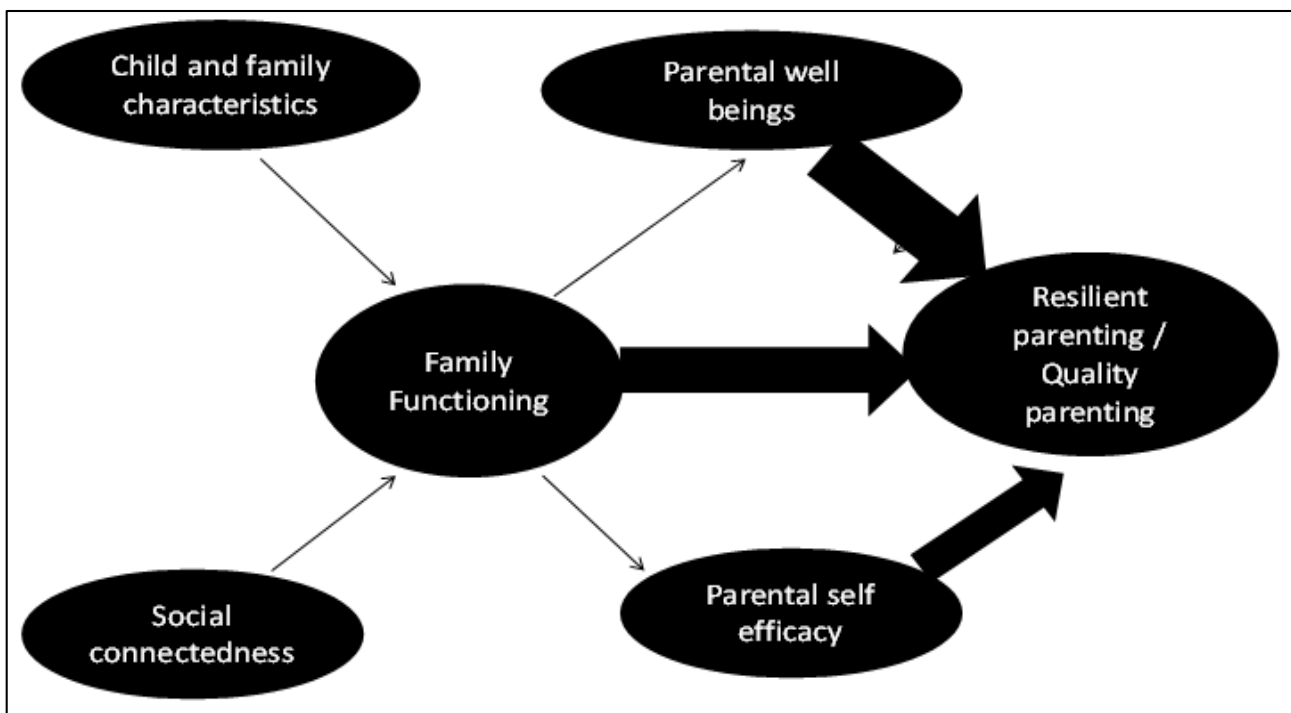 Child and family
characteristics
Parental well
beings
Family
Functioning
Resilient
parenting /
Quality
parenting
Social
connectedness
Parental self
efficacy